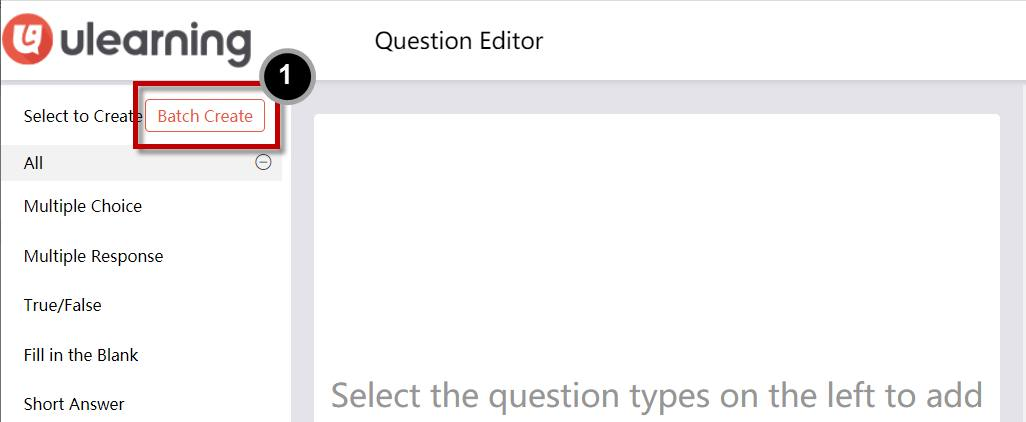 ulearning
Question Editor
1
Select to Create
Batch Create
All
Multiple Choice
Multiple Response
True/False
Fill in the Blank
Short Answer
Select the question types on the left to add